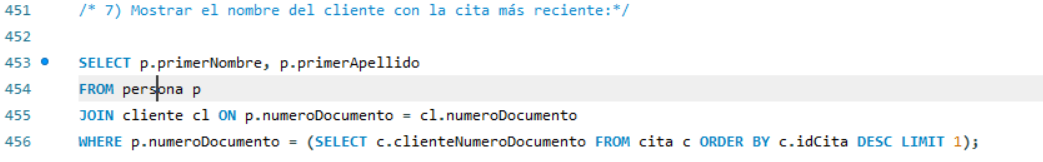 451 /* 7) Mostrar el nombre del cliente con la cita más reciente:*/
452
453 SELECT p.primerNombre, p.primerApellido
454 FROM persona p
455 JOIN cliente cl ON p.numeroDocumento = cl.numeroDocumento
456 WHERE p.numeroDocumento = (SELECT c.clienteNumeroDocumento FROM cita c ORDER BY c.idCita DESC LIMIT 1);